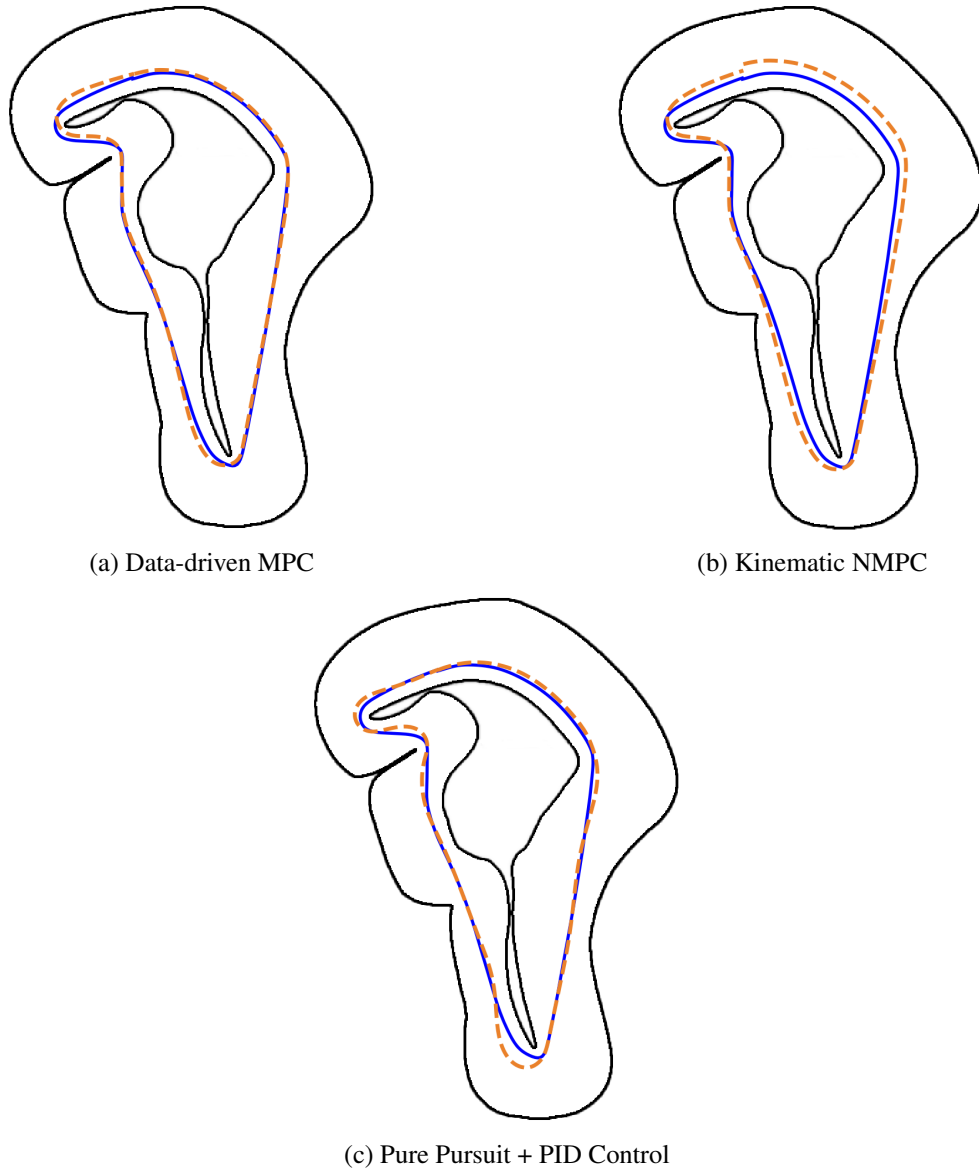 (a) Data-driven MPC
(b) Kinematic NMPC
(c) Pure Pursuit + PID Control